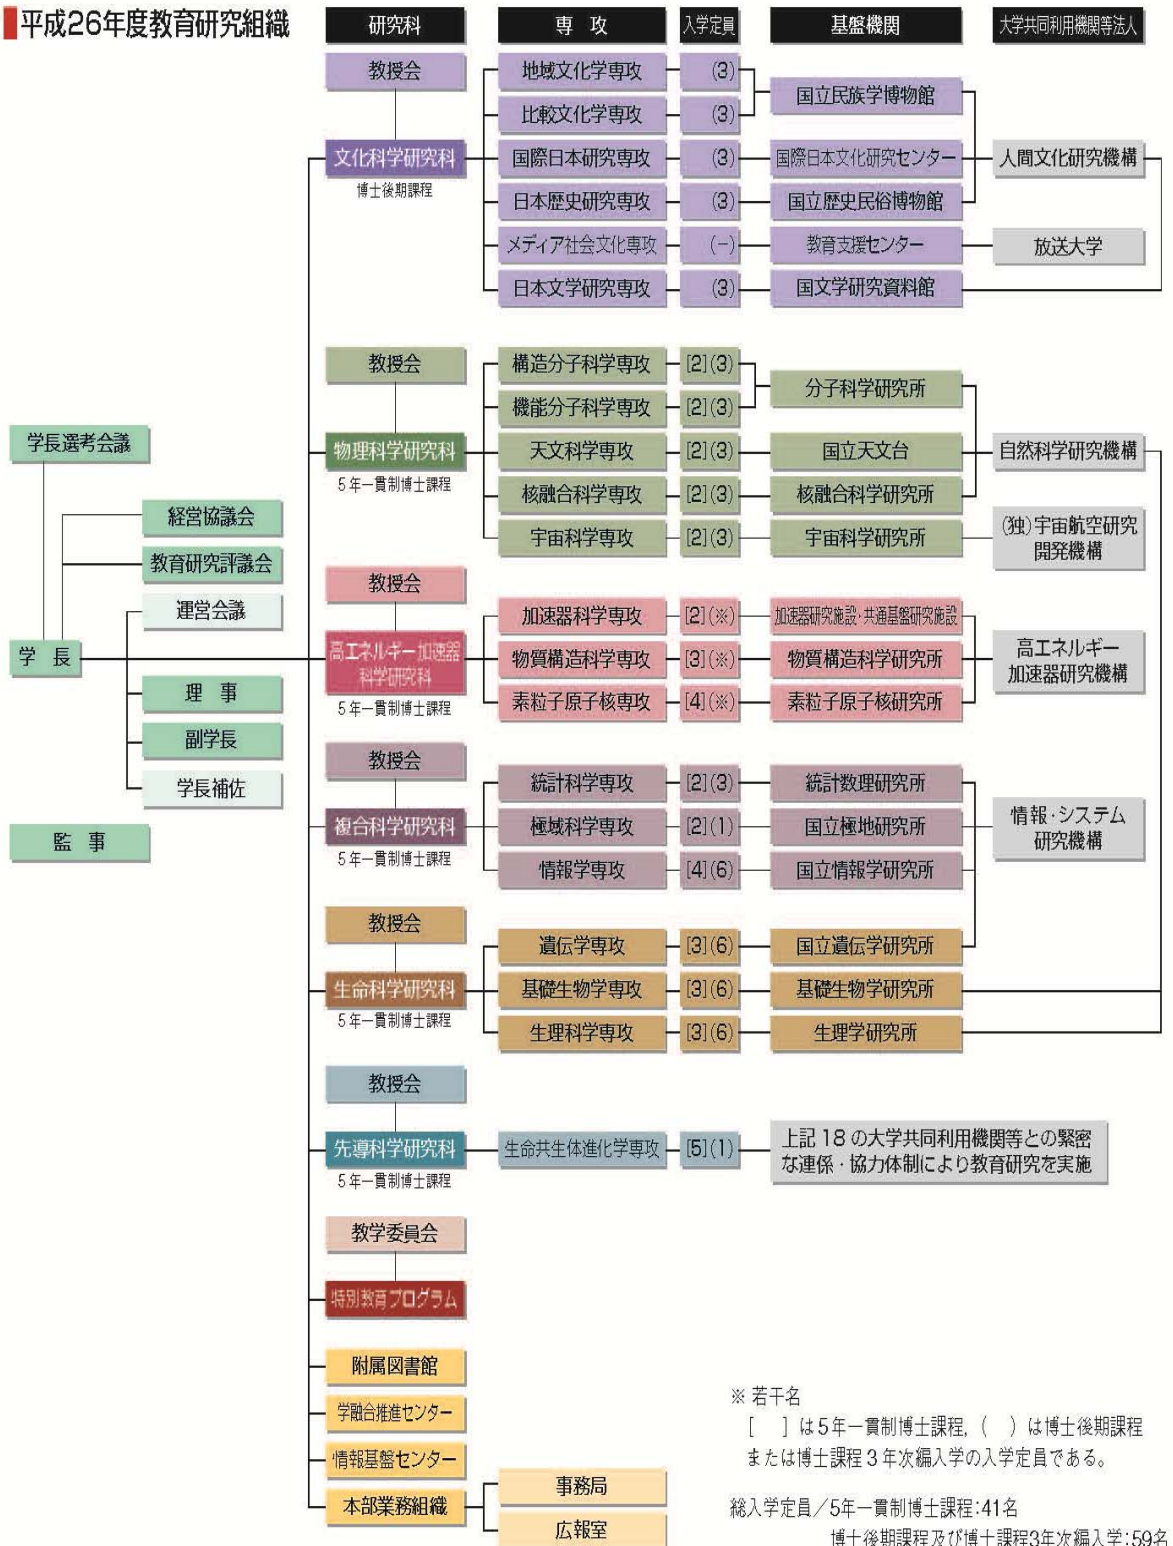 平成26年度教育研究組織
研究科 専 攻 入学定員 基盤機関 大学共同利用機関等法人
教授会
文化科学研究科
博士後期課程
地域文化学専攻 (3)
比較文化学専攻 (3)
国立民族学博物館
国際日本研究専攻 (3) 国際日本文化研究センター
日本歴史研究専攻 (3) 国立歴史民俗博物館
人間文化研究機構
メディア社会文化専攻 (-) 教育支援センター 放送大学
日本文学研究専攻 (3) 国文学研究資料館
教授会
物理科学研究科
5年一貫制博士課程
構造分子科学専攻 [2](3)
機能分子科学専攻 [2](3)
分子科学研究所
天文科学専攻 [2](3) 国立天文台 自然科学研究機構
核融合科学専攻 [2](3) 核融合科学研究所
宇宙科学専攻 [2](3) 宇宙科学研究所
(独)宇宙航空研究
開発機構
学長選考会議
経営協議会
教育研究評議会
運営会議
学 長
理 事
副学長
学長補佐
監 事
教授会
高エネルギー加速器
科学研究科
5年一貫制博士課程
加速器科学専攻 [2](※) 加速器研究施設・共通基盤研究施設
物質構造科学専攻 [3](※) 物質構造科学研究所
素粒子原子核専攻 [4](※) 素粒子原子核研究所
高エネルギー
加速器研究機構
教授会
複合科学研究科
5年一貫制博士課程
統計科学専攻 [2](3) 統計数理研究所
極域科学専攻 [2](1) 国立極地研究所
情報学専攻 [4](6) 国立情報学研究所
情報・システム
研究機構
教授会
生命科学研究科
5年一貫制博士課程
遺伝学専攻 [3](6) 国立遺伝学研究所
基礎生物学専攻 [3](6) 基礎生物学研究所
生理科学専攻 [3](6) 生理学研究所
教授会
先導科学研究科
5年一貫制博士課程
生命共生体進化学専攻 [5](1)
上記18の大学共同利用機関等との緊密
な連係・協力体制により教育研究を実施
教学委員会
特別教育プログラム
附属図書館
学融合推進センター
情報基盤センター
本部業務組織
事務局
広報室
※ 若干名
[ ]は5年一貫制博士課程, ( )は博士後期課程
または博士課程3年次編入学の入学定員である。
総入学定員／5年一貫制博士課程:41名
博士後期課程及び博士課程3年次編入学:59名